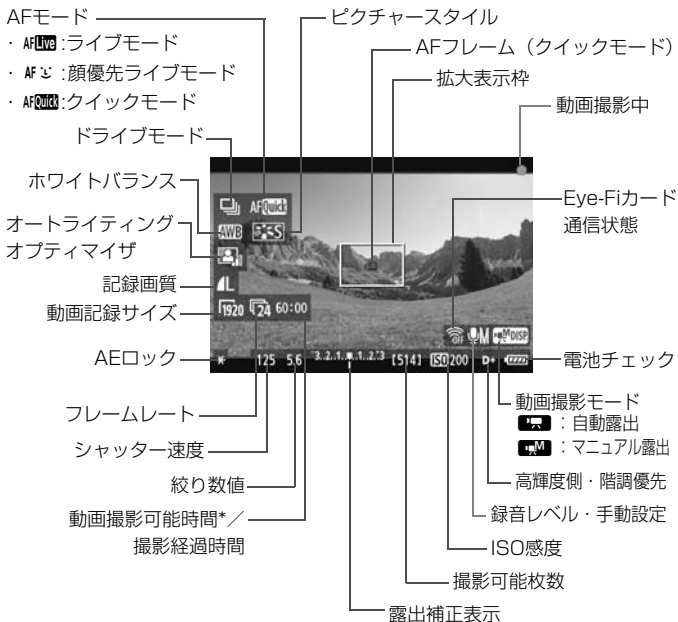 AFモード
・AF Live:ライブモード
・AF :顔優先ライブモード
・AF Quick:クイックモード
ドライブモード
ホワイトバランス
オートライティング
オプティマイザ
記録画質
動画記録サイズ
AEロック
フレームレート
シャッター速度
絞り数値
動画撮影可能時間*／
撮影経過時間
ピクチャースタイル
AFフレーム（クイックモード）
拡大表示枠
動画撮影中
Eye-Fiカード
通信状態
電池チェック
動画撮影モード
：自動露出
M ：マニュアル露出
高輝度側・階調優先
録音レベル・手動設定
ISO感度
撮影可能枚数
露出補正表示
AF Quick
AWB S
L
1920 24 60:00
OFF M M DISP.
* 125 5.6 -3..2..1..0..1..2.+3 [514] ISO 200 D+